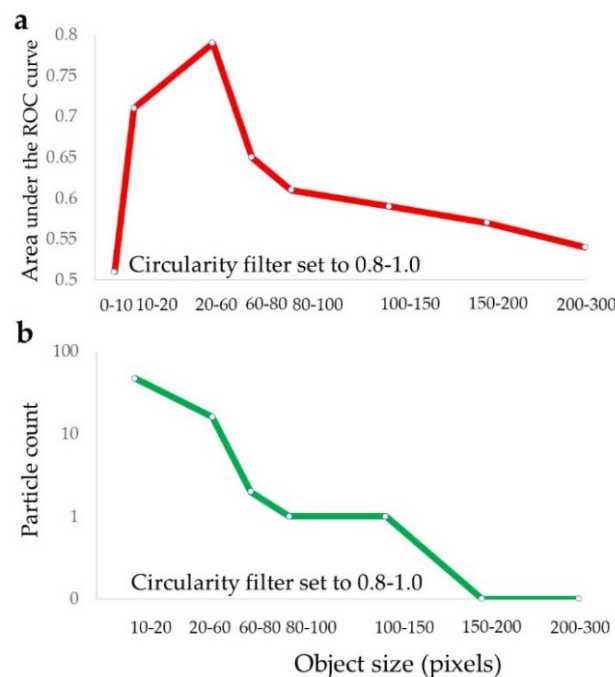 a
Area under the ROC curve
0.8
0.75
0.7
0.65
0.6
0.55
0.5
Circularity filter set to 0.8-1.0
0-10 10-20 20-60 60-80 80-100 100-150 150-200 200-300
b
Particle count
100
10
1
0
Circularity filter set to 0.8-1.0
10-20 20-60 60-80 80-100 100-150 150-200 200-300
Object size (pixels)